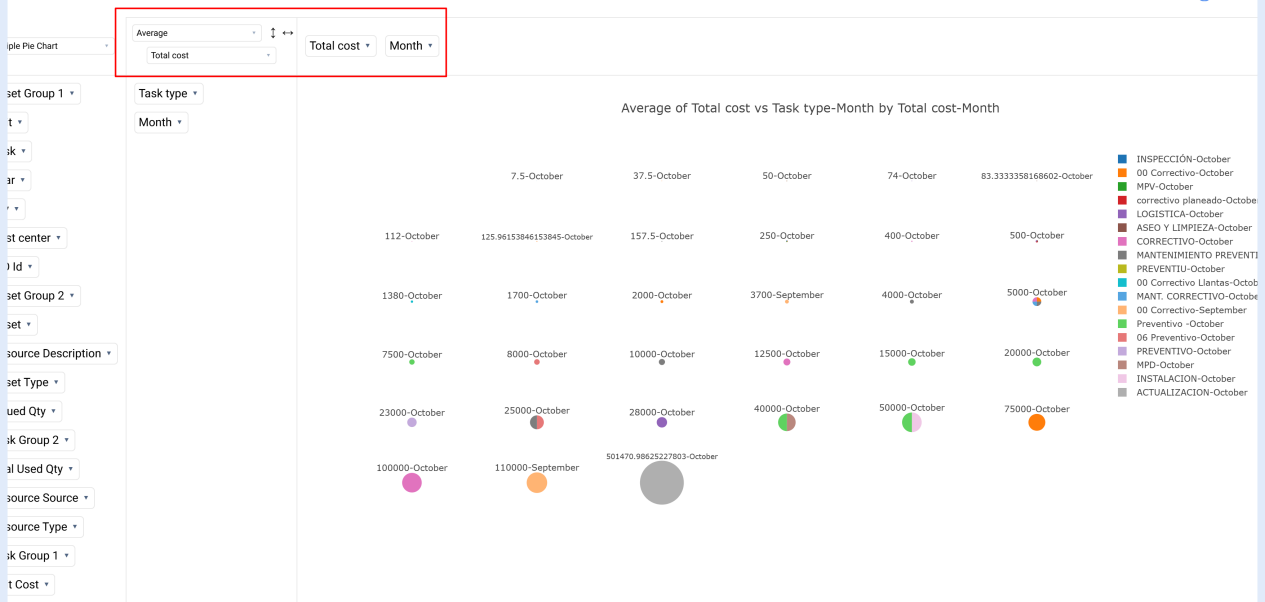 iple Pie Chart
Average
Total cost
Total cost
Month
set Group 1
t
sk
ar
r
st center
Id
set Group 2
set
source Description
set Type
ued Qty
sk Group 2
al Used Qty
source Source
source Type
sk Group 1
t Cost
Task type
Month
Average of Total cost vs Task type-Month by Total cost-Month
7.5-October
37.5-October
50-October
74-October
83.3333358168602-October
112-October
125.96153846153845-October
157.5-October
250-October
400-October
500-October
1380-October
1700-October
2000-October
3700-September
4000-October
5000-October
7500-October
8000-October
10000-October
12500-October
15000-October
20000-October
23000-October
25000-October
28000-October
40000-October
50000-October
75000-October
100000-October
110000-September
501470.98625227803-October
INSPECCIÓN-October
00 Correctivo-October
MPV-October
correctivo planeado-Octobe
LOGISTICA-October
ASEO Y LIMPIEZA-October
CORRECTIVO-October
MANTENIMIENTO PREVENTI
PREVENTIU-October
00 Correctivo Llantas-Octob
MANT. CORRECTIVO-Octobe
00 Correctivo-September
Preventivo -October
06 Preventivo-October
PREVENTIVO-October
MPD-October
INSTALACION-October
ACTUALIZACION-October